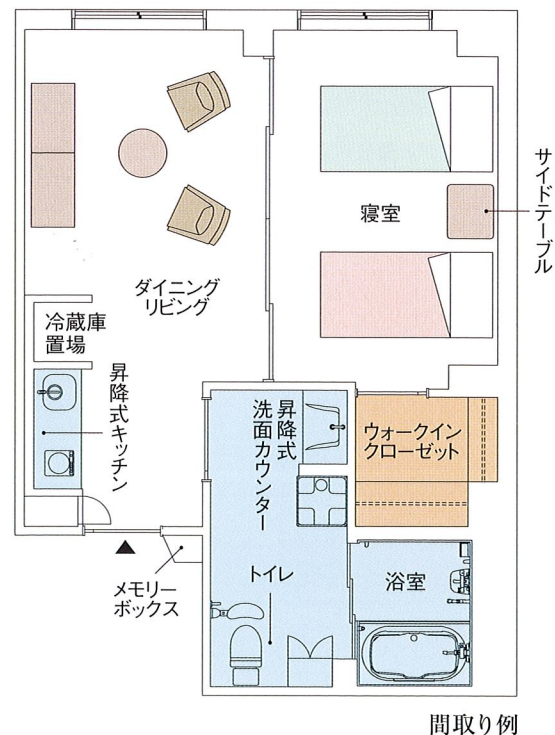 寝室
サイドテーブル
ダイニング
リビング
冷蔵庫
置場
昇降式キッチン
昇降式
洗面カウンター
ウォークイン
クローゼット
メモリー
ボックス
トイレ
浴室
間取り例